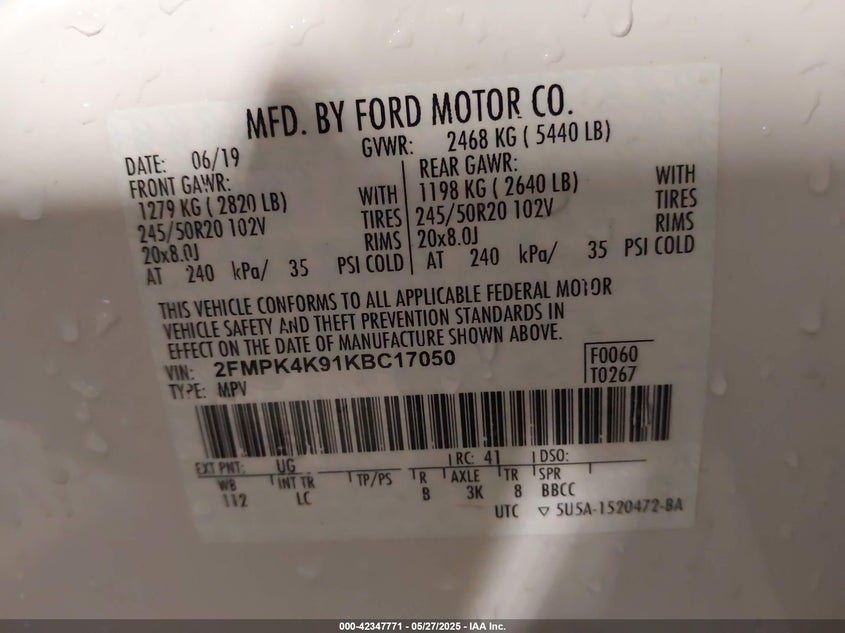 MFD. BY FORD MOTOR CO.
DATE: 06/19 GVWR: 2468 KG ( 5440 LB)
FRONT GAWR: REAR GAWR:
1279 KG ( 2820 LB) WITH 1198 KG ( 2640 LB) WITH
245/50R20 102V TIRES 245/50R20 102V TIRES
20x8.0J RIMS 20x8.0J RIMS
AT 240 kPa/ 35 PSI COLD AT 240 kPa/ 35 PSI COLD
THIS VEHICLE CONFORMS TO ALL APPLICABLE FEDERAL MOTOR
VEHICLE SAFETY AND THEFT PREVENTION STANDARDS IN
EFFECT ON THE DATE OF MANUFACTURE SHOWN ABOVE.
VIN: 2FMPK4K91KBC17050 F0060
TYPE: MPV T0267
EXT PNT: UG RC: 41 DSO:
WB INT TR TP/PS TR AXLE TR SPR
112 LC B 3K 8 BBCC
UTC ▽ 5U5A-1520472-BA
000-42347771 - 05/27/2025 - IAA Inc.